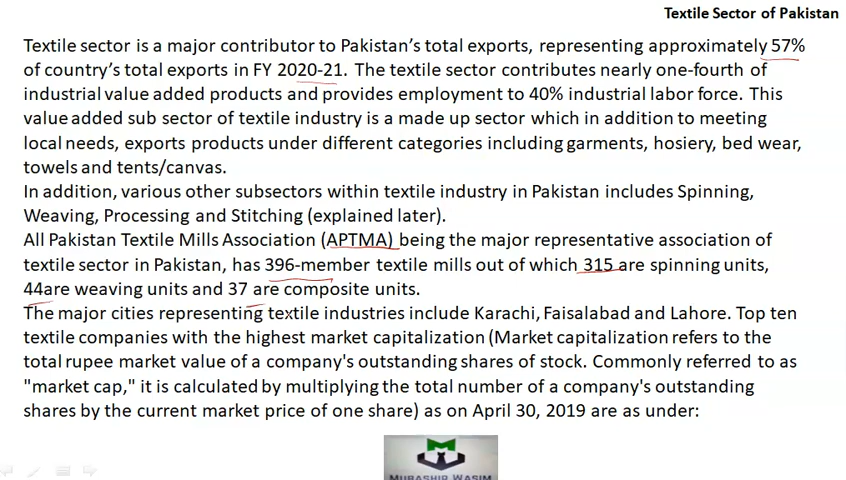 Textile Sector of Pakistan
Textile sector is a major contributor to Pakistan's total exports, representing approximately 57%
of country's total exports in FY 2020-21. The textile sector contributes nearly one-fourth of
industrial value added products and provides employment to 40% industrial labor force. This
value added sub sector of textile industry is a made up sector which in addition to meeting
local needs, exports products under different categories including garments, hosiery, bed wear,
towels and tents/canvas.
In addition, various other subsectors within textile industry in Pakistan includes Spinning,
Weaving, Processing and Stitching (explained later).
All Pakistan Textile Mills Association (APTMA) being the major representative association of
textile sector in Pakistan, has 396-member textile mills out of which 315 are spinning units,
44are weaving units and 37 are composite units.
The major cities representing textile industries include Karachi, Faisalabad and Lahore. Top ten
textile companies with the highest market capitalization (Market capitalization refers to the
total rupee market value of a company's outstanding shares of stock. Commonly referred to as
"market cap," it is calculated by multiplying the total number of a company's outstanding
shares by the current market price of one share) as on April 30, 2019 are as under:
MUBASHIR WASIM